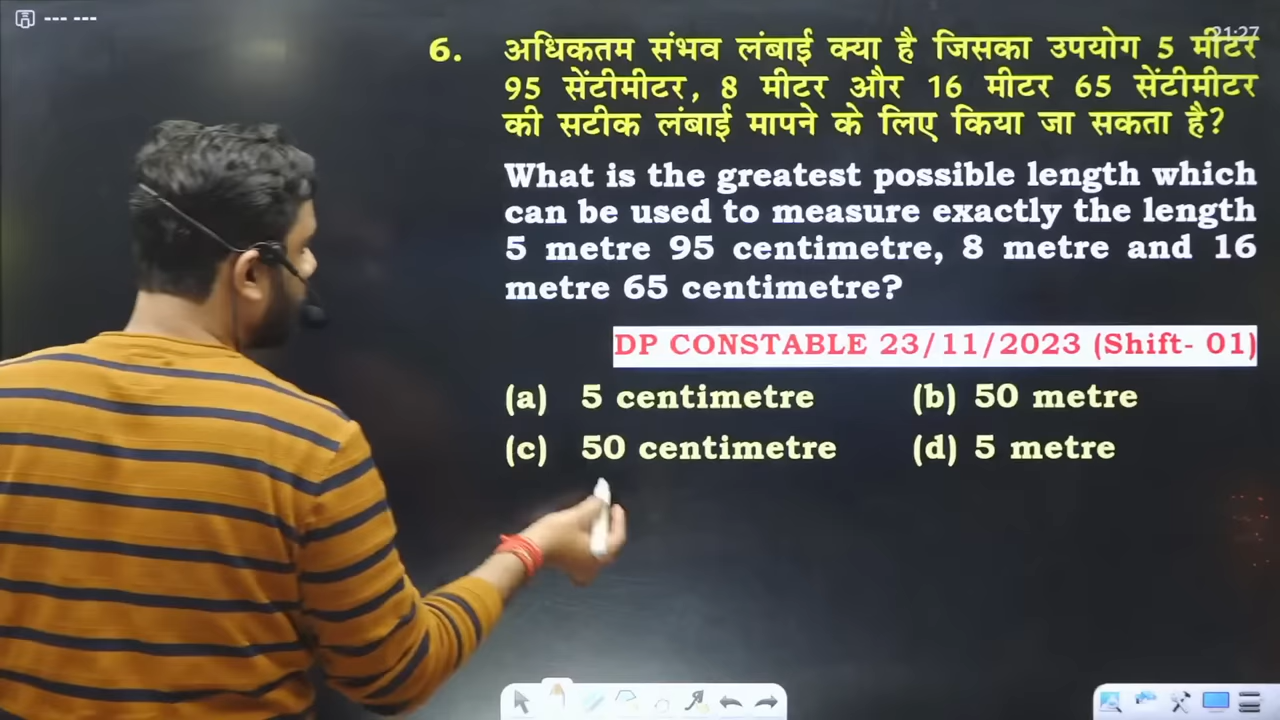 21:27
6. अधिकतम संभव लंबाई क्या है जिसका उपयोग 5 मीटर
95 सेंटीमीटर, 8 मीटर और 16 मीटर 65 सेंटीमीटर
की सटीक लंबाई मापने के लिए किया जा सकता है?
What is the greatest possible length which
can be used to measure exactly the length
5 metre 95 centimetre, 8 metre and 16
metre 65 centimetre?
DP CONSTABLE 23/11/2023 (Shift- 01)
(a) 5 centimetre (b) 50 metre
(c) 50 centimetre (d) 5 metre